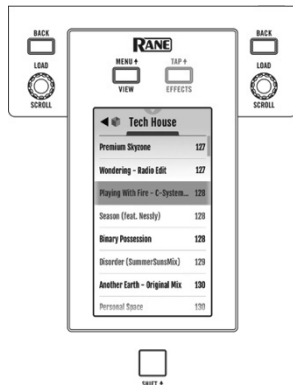 BACK
RANE
BACK
LOAD
MENU
TAP
LOAD
SCROLL
VIEW
EFFECTS
SCROLL
Tech House
Premium Skyzone 127
Wondering - Radio Edit 127
Playing With Fire - C-System... 128
Season (feat. Nessly) 128
Binary Possession 128
Disorder (SummerSunsMix) 129
Another Earth - Original Mix 130
Personal Space 130
SHIFT